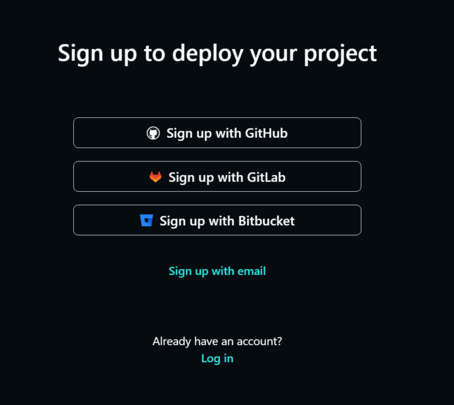 Sign up to deploy your project
Sign up with GitHub
Sign up with GitLab
Sign up with Bitbucket
Sign up with email
Already have an account?
Log in